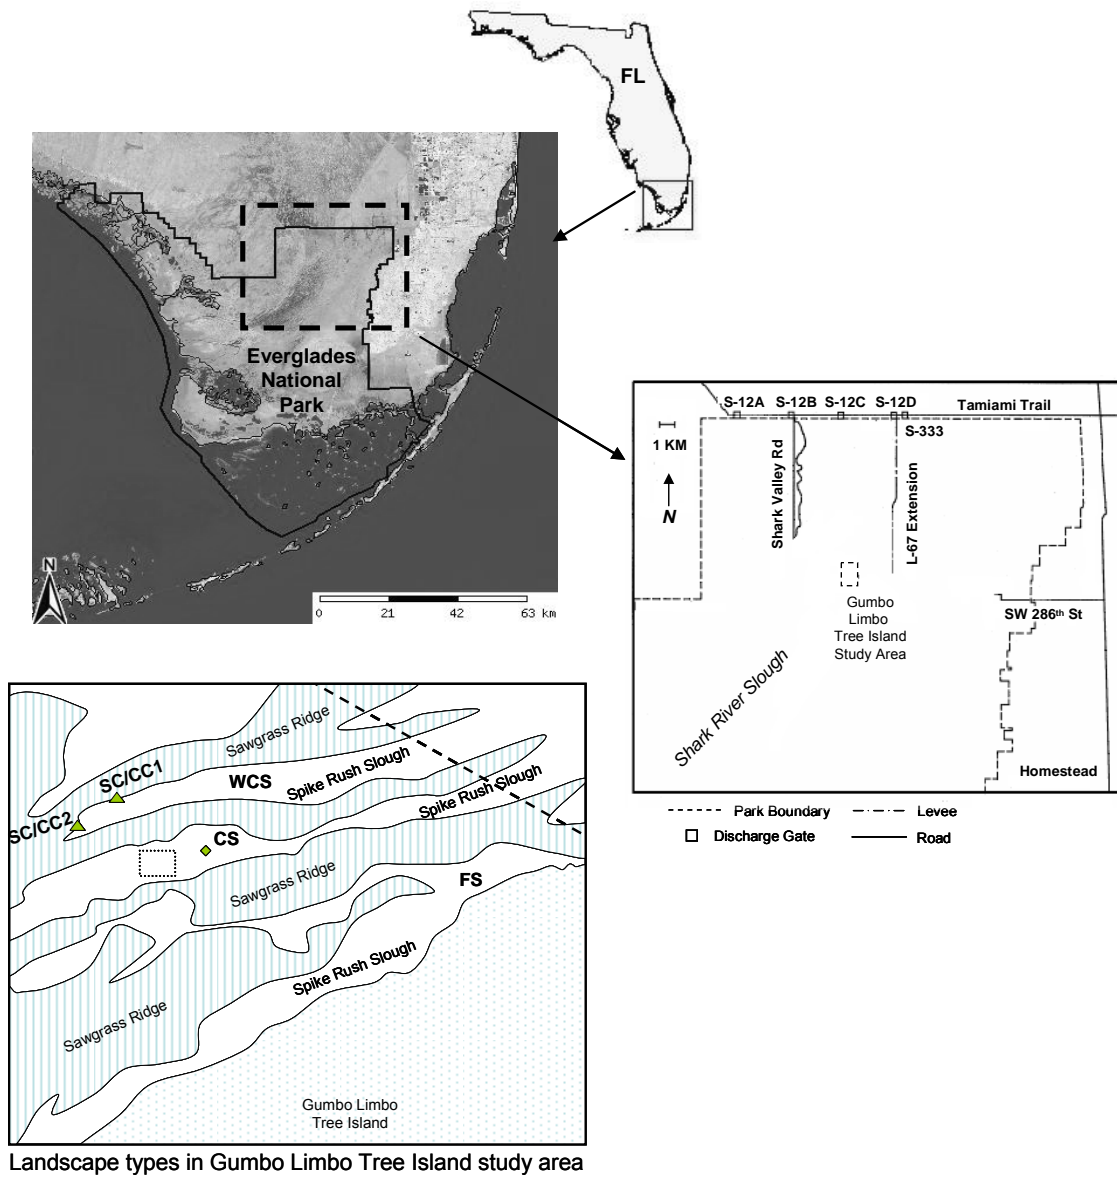 FL
Everglades
National
Park
N
0 21 42 63 km
S-12A S-12B S-12C S-12D Tamiami Trail
S-333
1 KM
N
Shark Valley Rd
L-67 Extension
Gumbo
Limbo
Tree Island
Study Area
SW 286th St
Shark River Slough
Homestead
Park Boundary Levee
Discharge Gate Road
Sawgrass Ridge
SC/CC1
WCS
Spike Rush Slough
Spike Rush Slough
SC/CC2
CS
Sawgrass Ridge
FS
Spike Rush Slough
Sawgrass Ridge
Gumbo Limbo
Tree Island
Landscape types in Gumbo Limbo Tree Island study area